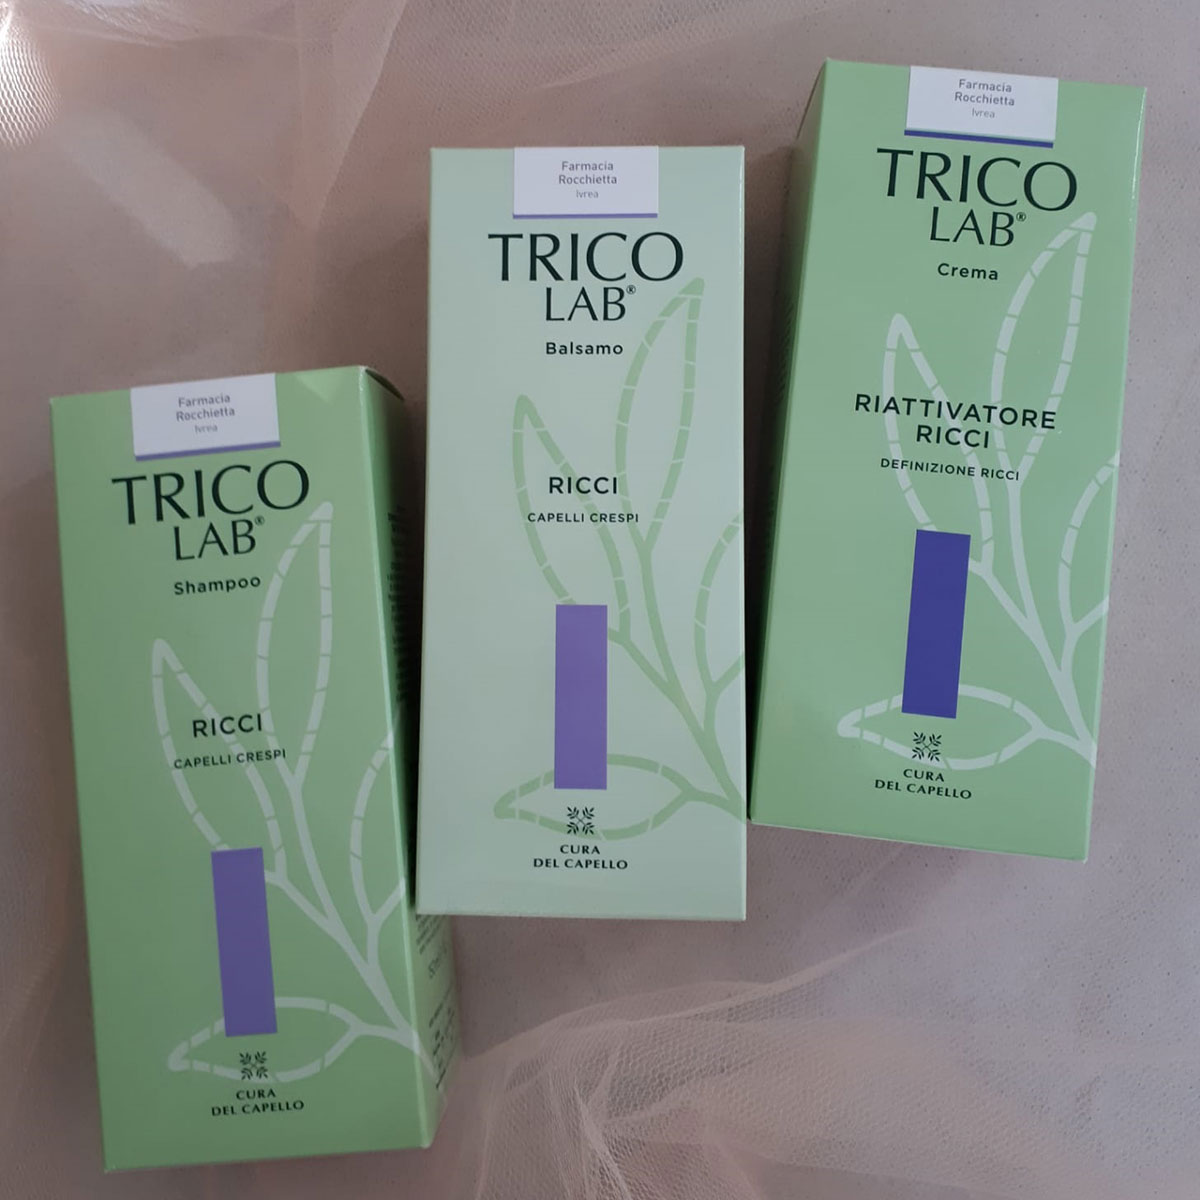 Farmacia
Rocchietta
Ivrea
TRICO
LAB®
Shampoo
RICCI
CAPELLI CRESPI
CURA
DEL CAPELLO
Farmacia
Rocchietta
Ivrea
TRICO
LAB®
Balsamo
RICCI
CAPELLI CRESPI
CURA
DEL CAPELLO
Farmacia
Rocchietta
Ivrea
TRICO
LAB®
Crema
RIATTIVATORE
RICCI
DEFINIZIONE RICCI
CURA
DEL CAPELLO